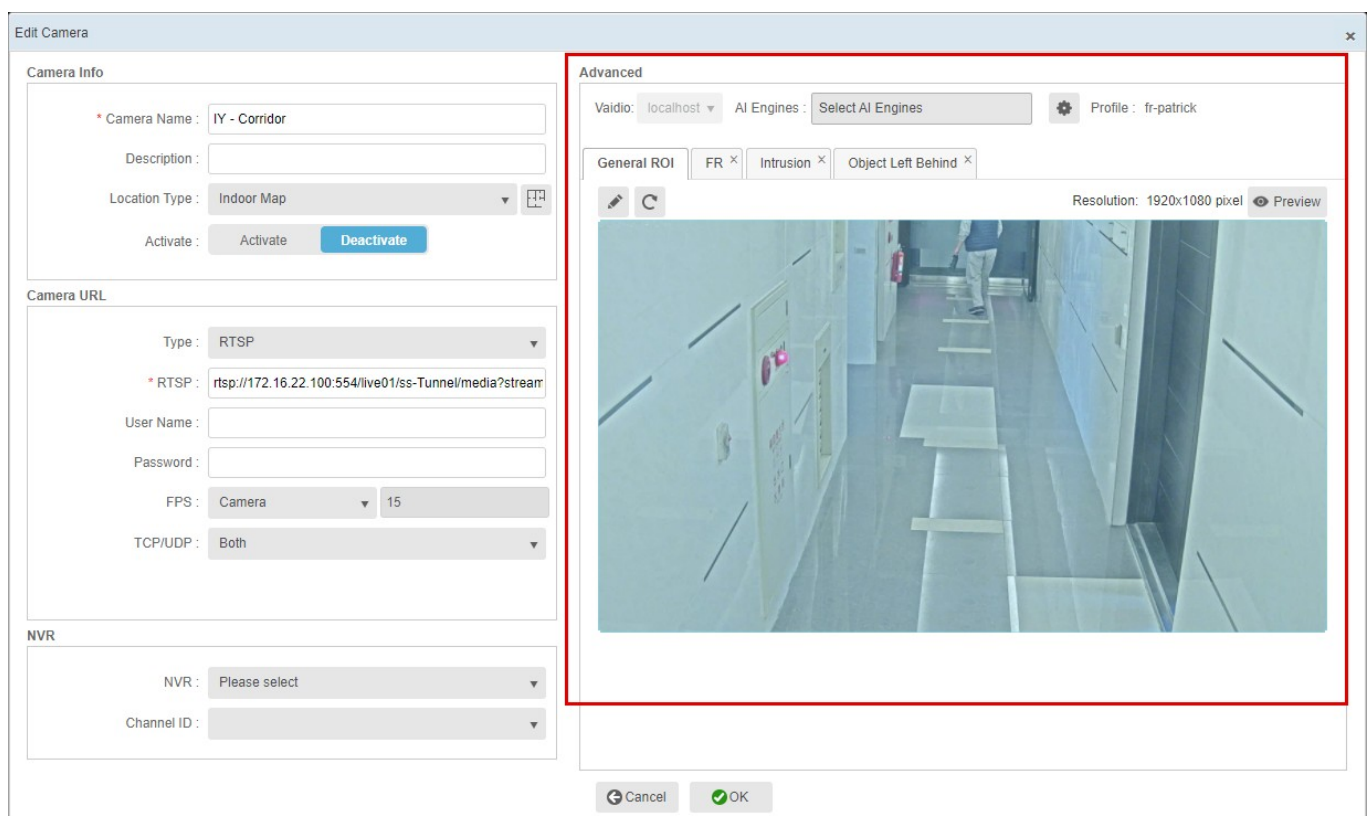 Edit Camera
Camera Info
* Camera Name : IY - Corridor
Description :
Location Type : Indoor Map
Activate : Activate Deactivate
Camera URL
Type : RTSP
* RTSP : rtsp://172.16.22.100:554/live01/ss-Tunnel/media?stream
User Name :
Password :
FPS : Camera 15
TCP/UDP : Both
NVR
NVR : Please select
Channel ID :
Advanced
Vaidio: localhost AI Engines : Select AI Engines Profile : fr-patrick
General ROI FR × Intrusion × Object Left Behind ×
Resolution: 1920x1080 pixel Preview
Cancel OK